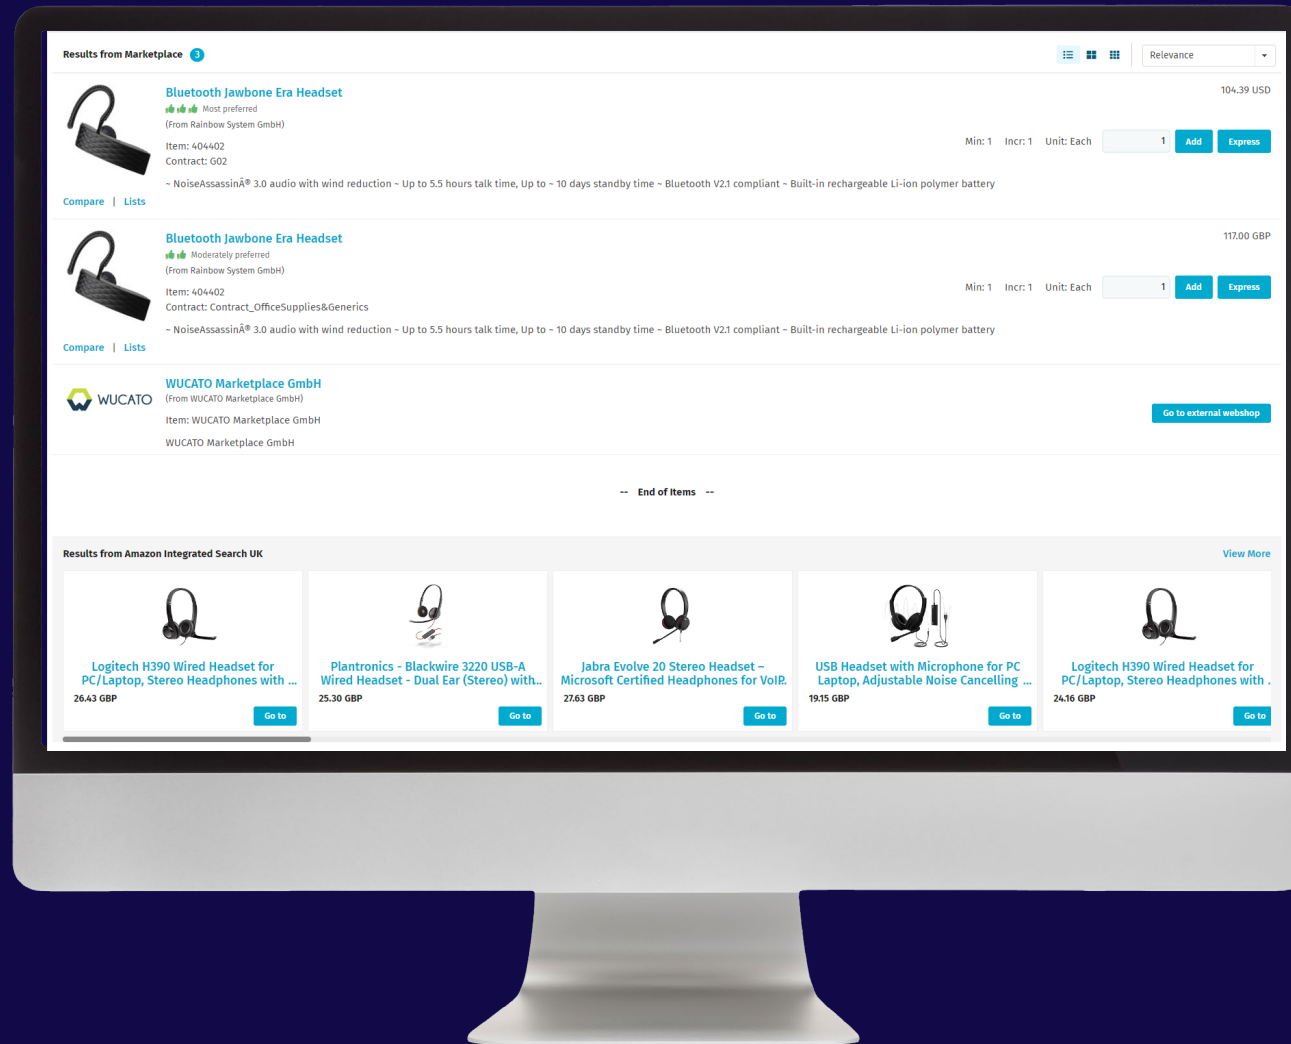 Results from Marketplace 3
Relevance
Bluetooth Jawbone Era Headset
104.39 USD
Most preferred
(From Rainbow System GmbH)
Item: 404402
Min: 1 Incr: 1 Unit: Each 1 Add Express
Contract: G02
~ NoiseAssassinÂ® 3.0 audio with wind reduction ~ Up to 5.5 hours talk time, Up to ~ 10 days standby time ~ Bluetooth V2.1 compliant ~ Built-in rechargeable Li-ion polymer battery
Compare | Lists
Bluetooth Jawbone Era Headset
117.00 GBP
Moderately preferred
(From Rainbow System GmbH)
Item: 404402
Min: 1 Incr: 1 Unit: Each 1 Add Express
Contract: Contract_OfficeSupplies&Generics
~ NoiseAssassinÂ® 3.0 audio with wind reduction ~ Up to 5.5 hours talk time, Up to ~ 10 days standby time ~ Bluetooth V2.1 compliant ~ Built-in rechargeable Li-ion polymer battery
Compare | Lists
WUCATO
WUCATO Marketplace GmbH
(From WUCATO Marketplace GmbH)
Item: WUCATO Marketplace GmbH
Go to external webshop
WUCATO Marketplace GmbH
-- End of Items --
Results from Amazon Integrated Search UK
View More
Logitech H390 Wired Headset for
PC/Laptop, Stereo Headphones with ...
26.43 GBP
Go to
Plantronics - Blackwire 3220 USB-A
Wired Headset - Dual Ear (Stereo) with...
25.30 GBP
Go to
Jabra Evolve 20 Stereo Headset –
Microsoft Certified Headphones for VoIP.
27.63 GBP
Go to
USB Headset with Microphone for PC
Laptop, Adjustable Noise Cancelling ...
19.15 GBP
Go to
Logitech H390 Wired Headset for
PC/Laptop, Stereo Headphones with .
24.16 GBP
Go to